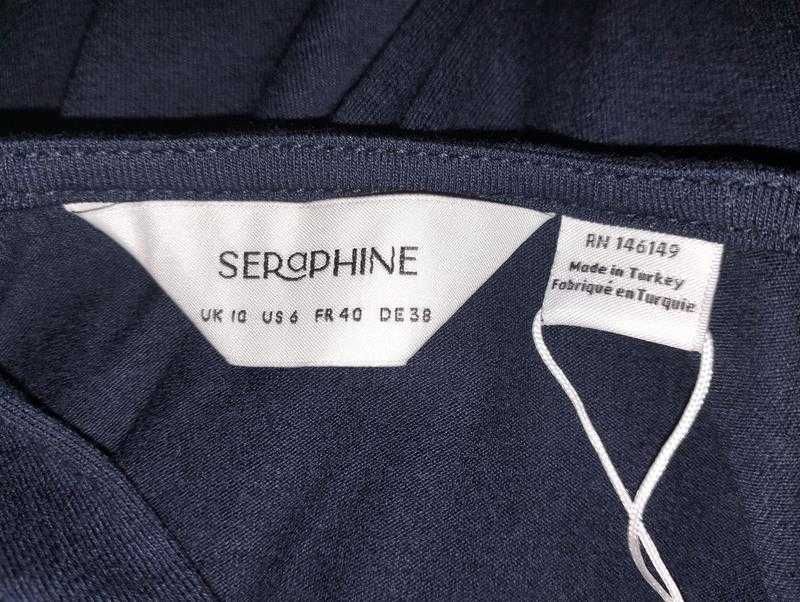 SERaPHINE
UK 10 US 6 FR 40 DE 38
RN 146149
Made in Turkey
Fabriqué en Turquie